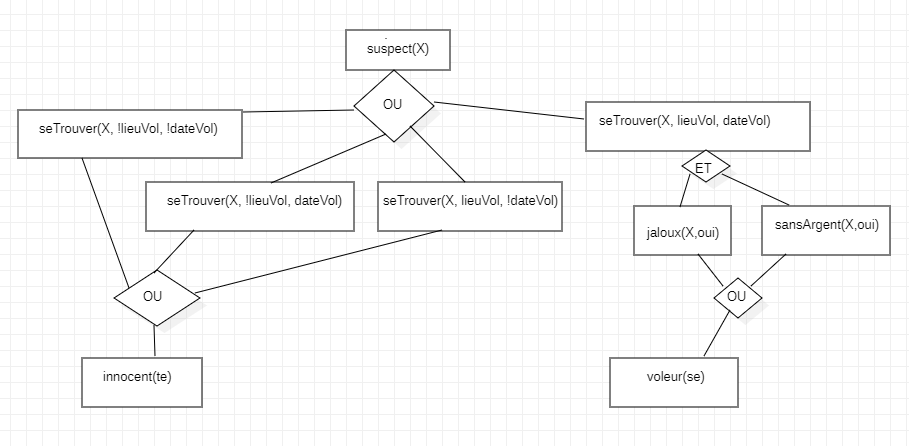 suspect(X)
OU
seTrouver(X, !lieuVol, !dateVol)
seTrouver(X, lieuVol, dateVol)
ET
seTrouver(X, !lieuVol, dateVol)
seTrouver(X, lieuVol, !dateVol)
jaloux(X,oui)
sansArgent(X,oui)
OU
OU
innocent(te)
voleur(se)